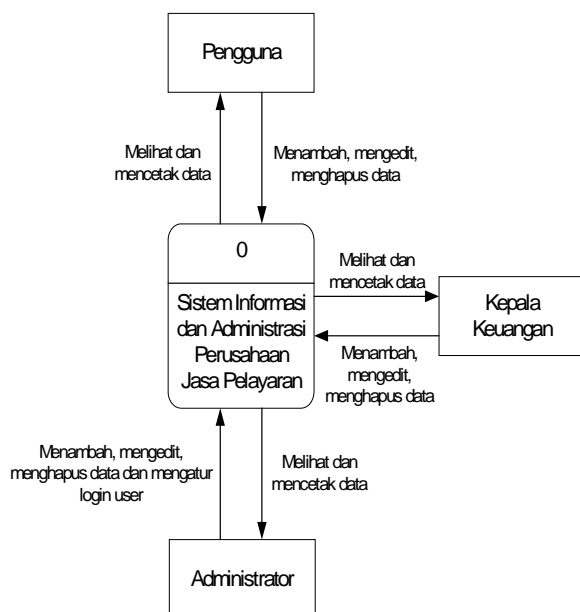 Pengguna
Melihat dan
mencetak data
Menambah, mengedit,
menghapus data
0
Sistem Informasi
dan Administrasi
Perusahaan
Jasa Pelayaran
Melihat dan
mencetak data
Kepala
Keuangan
Menambah,
mengedit,
menghapus data
Menambah, mengedit,
menghapus data dan mengatur
login user
Melihat dan
mencetak data
Administrator